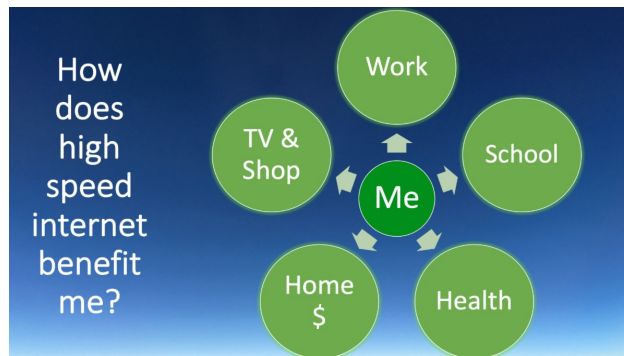 How
does
high
speed
internet
benefit
me?
Work
School
Health
Home
$
TV &
Shop
Me